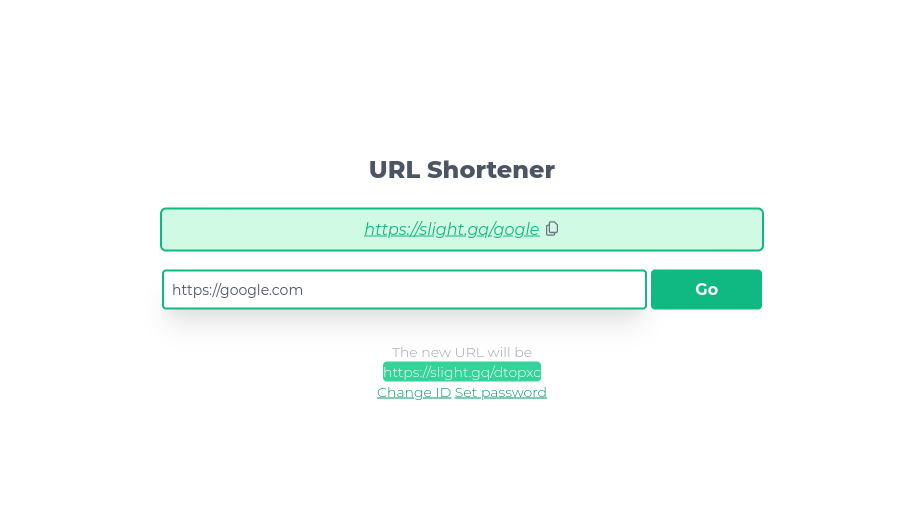 URL Shortener
https://slight.gq/gogle
https://google.com
Go
The new URL will be
https://slight.gq/dtopxc
Change ID Set password